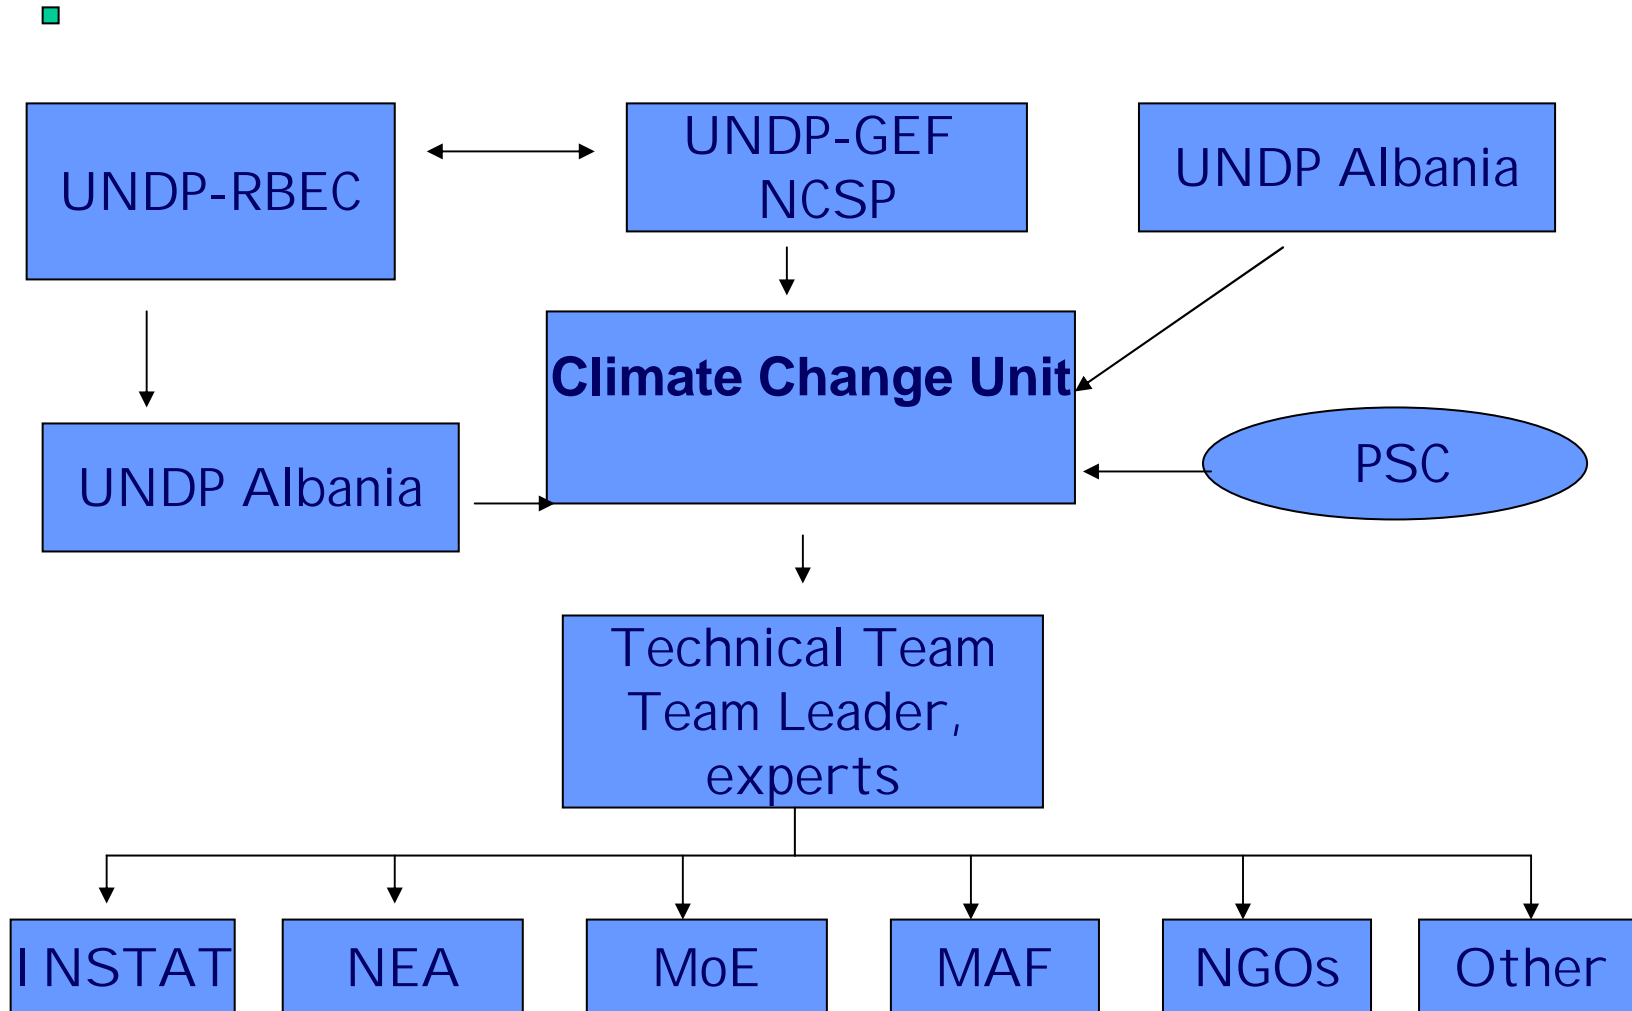 UNDP-RBEC
UNDP-GEF
NCSP
UNDP Albania
Climate Change Unit
UNDP Albania
PSC
Technical Team
Team Leader,
experts
INSTAT
NEA
MoE
MAF
NGOs
Other